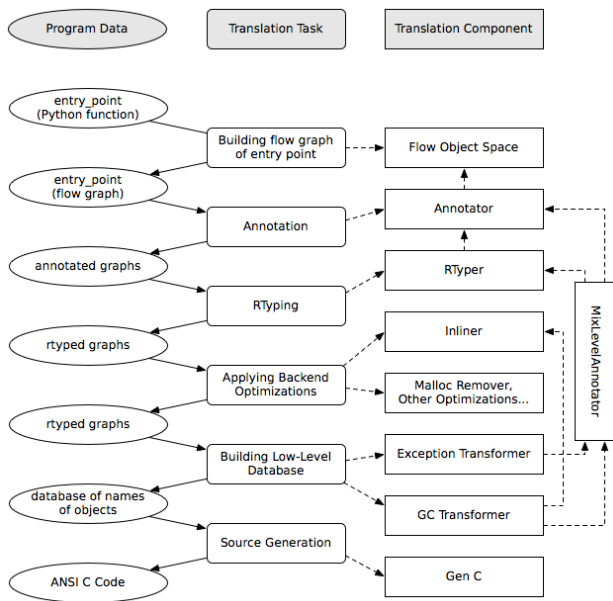 Program Data
Translation Task
Translation Component
entry_point
(Python function)
Building flow graph
of entry point
Flow Object Space
entry_point
(flow graph)
Annotation
Annotator
annotated graphs
RTyping
RTyper
rtyped graphs
Inliner
Applying Backend
Optimizations
Malloc Remover,
Other Optimizations...
MixLevelAnnotator
rtyped graphs
Building Low-Level
Database
Exception Transformer
database of names
of objects
GC Transformer
Source Generation
Gen C
ANSI C Code